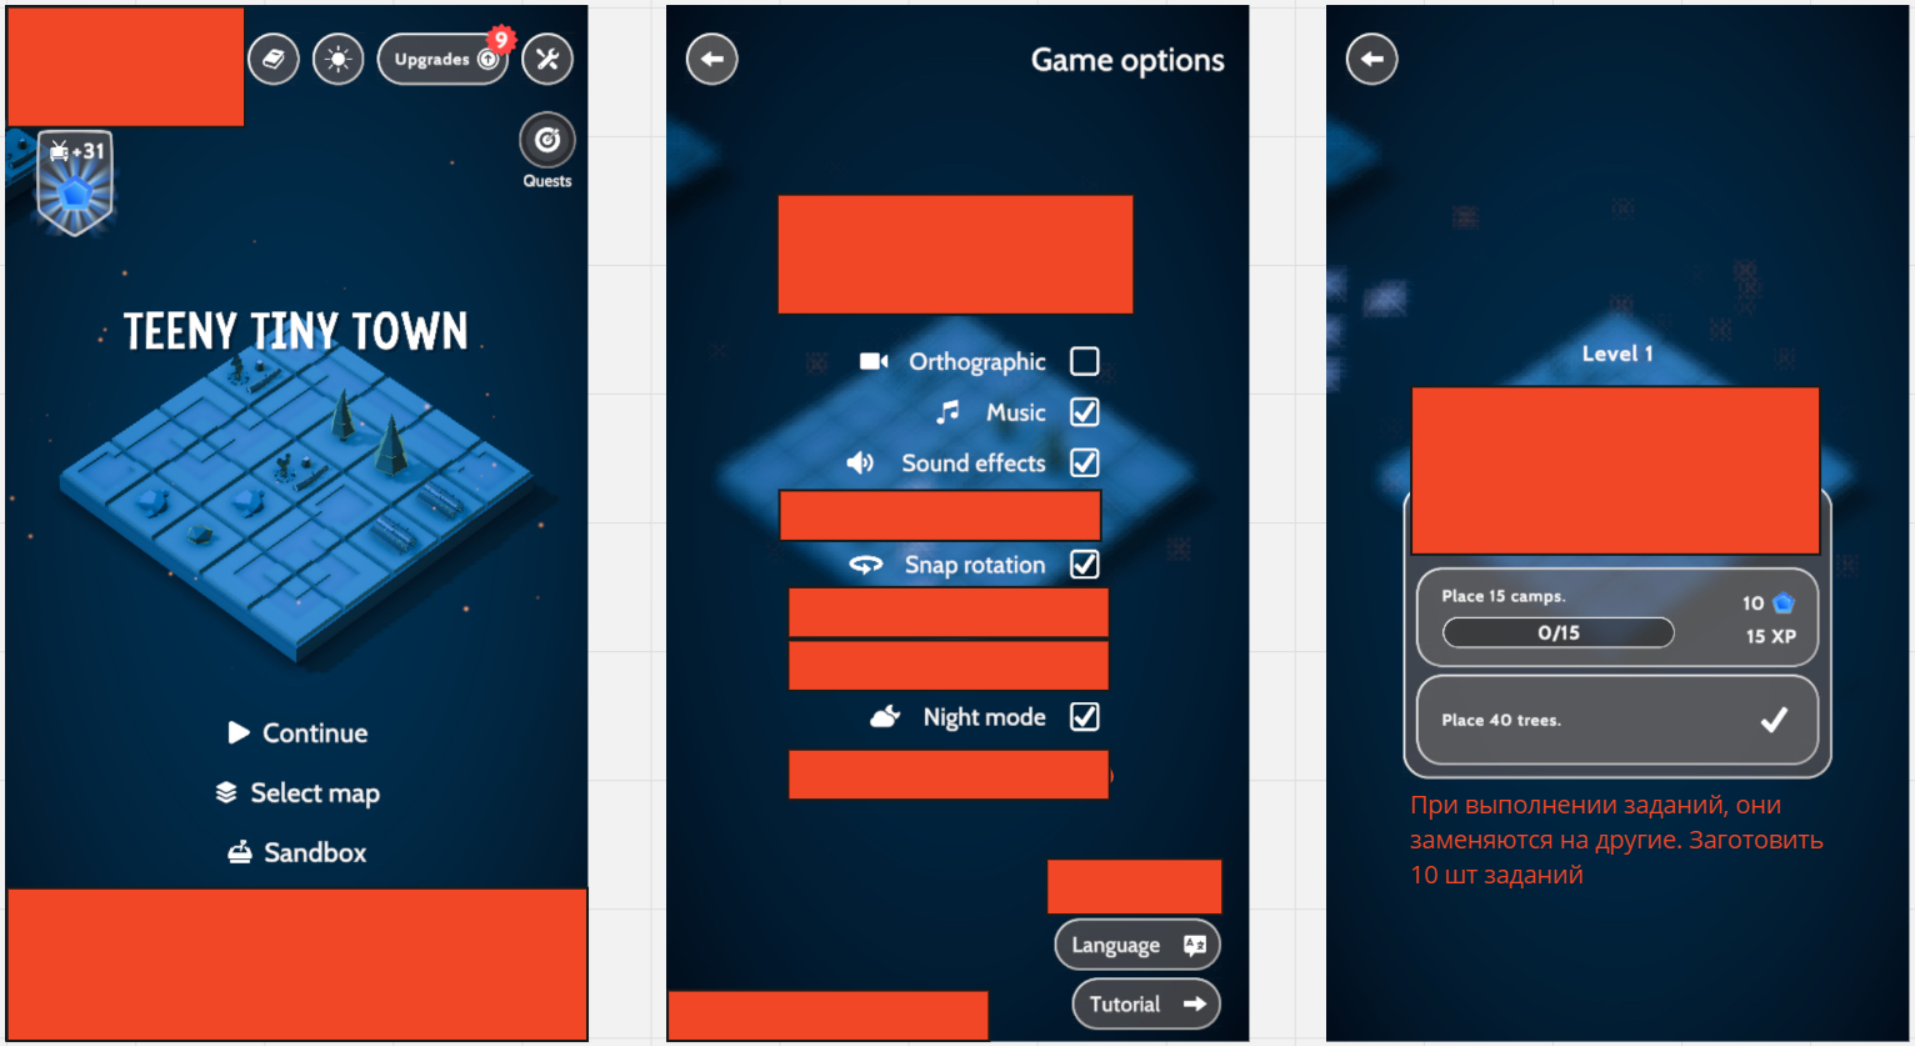 Upgrades
9
+31
Quests
TEENY TINY TOWN
Continue
Select map
Sandbox
Game options
Orthographic
Music
Sound effects
Snap rotation
Night mode
Language
Tutorial
Level 1
Place 15 camps.
10
0/15
15 XP
Place 40 trees.
При выполнении заданий, они
заменяются на другие. Заготовить
10 шт заданий